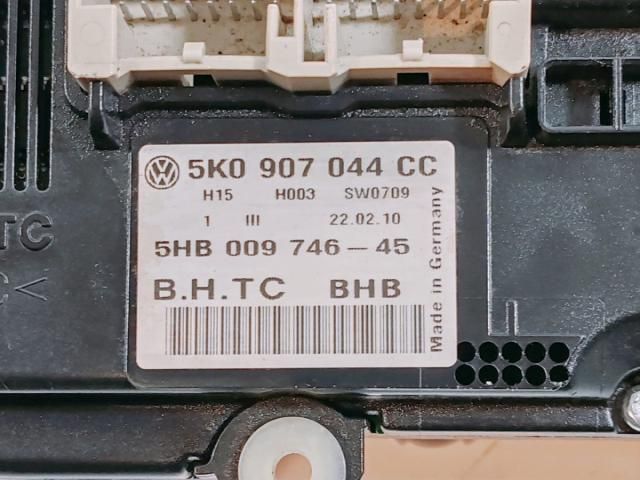 5K0 907 044 CC
H15 H003 SW0709
1 III 22.02.10
5HB 009 746-45
B.H.TC BHB
Made in Germany
TC
C<